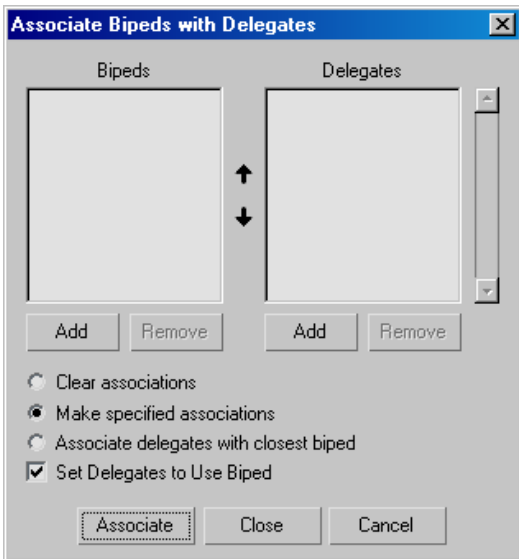 Associate Bipeds with Delegates
Bipeds Delegates
Add Remove Add Remove
Clear associations
Make specified associations
Associate delegates with closest biped
Set Delegates to Use Biped
Associate Close Cancel